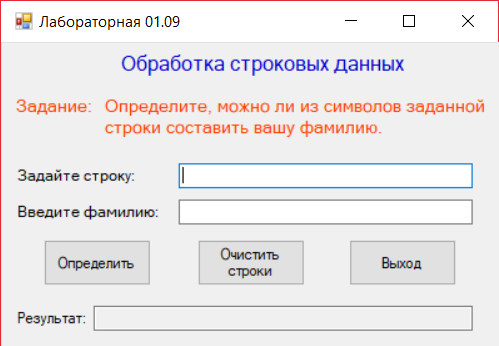 Лабораторная 01.09
Обработка строковых данных
Задание: Определите, можно ли из символов заданной
строки составить вашу фамилию.
Задайте строку:
Введите фамилию:
Определить
Очистить
строки
Выход
Результат: